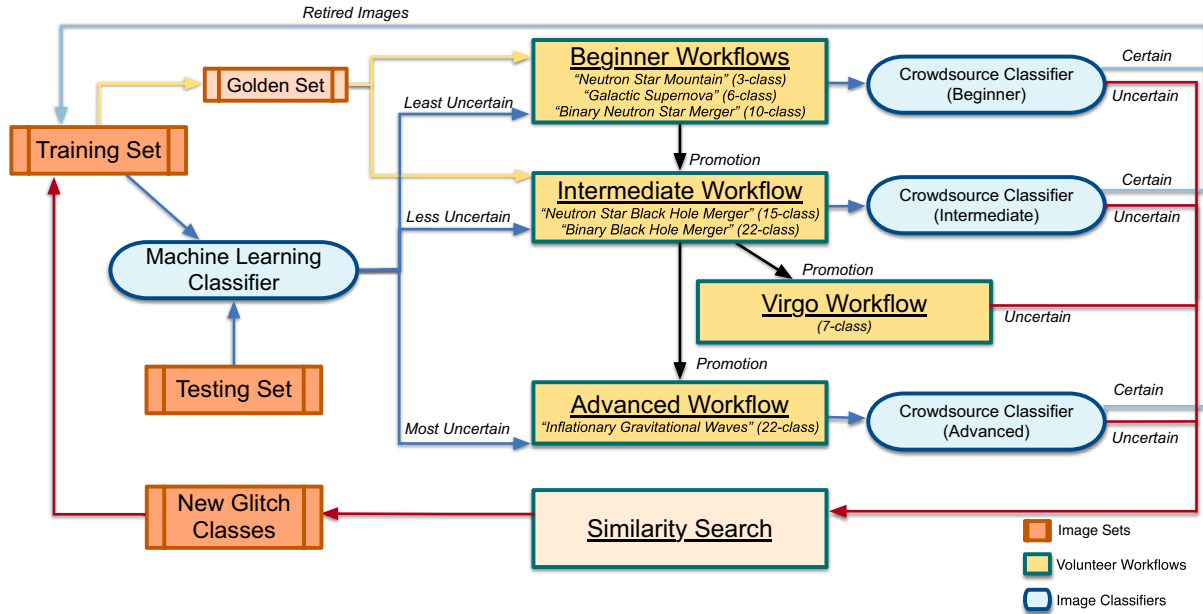 Retired Images
Golden Set
Training Set
Machine Learning
Classifier
Testing Set
New Glitch
Classes
Least Uncertain
Less Uncertain
Most Uncertain
Beginner Workflows
“Neutron Star Mountain” (3-class)
“Galactic Supernova” (6-class)
“Binary Neutron Star Merger” (10-class)
Promotion
Intermediate Workflow
“Neutron Star Black Hole Merger” (15-class)
“Binary Black Hole Merger” (22-class)
Promotion
Virgo Workflow
(7-class)
Promotion
Advanced Workflow
“Inflationary Gravitational Waves” (22-class)
Similarity Search
Crowdsource Classifier
(Beginner)
Certain
Uncertain
Crowdsource Classifier
(Intermediate)
Certain
Uncertain
Uncertain
Crowdsource Classifier
(Advanced)
Certain
Uncertain
Image Sets
Volunteer Workflows
Image Classifiers